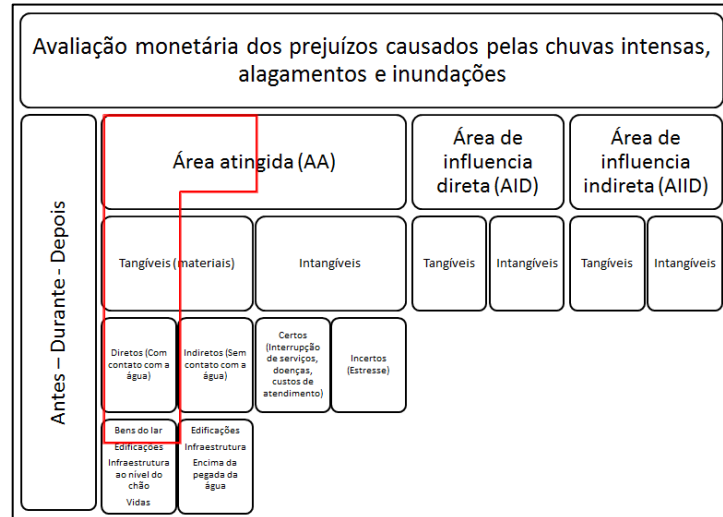 Avaliação monetária dos prejuízos causados pelas chuvas intensas,
alagamentos e inundações
Antes – Durante - Depois
Área atingida (AA)
Área de
influencia
direta (AID)
Área de
influencia
indireta (AIID)
Tangíveis (materiais)
Intangíveis
Tangíveis
Intangíveis
Tangíveis
Intangíveis
Diretos (Com
contato com a
água)
Indiretos (Sem
contato com a
água)
Certos
(Interrupção
de serviços,
doenças,
custos de
atendimento)
Incertos
(Estresse)
Bens do lar
Edificações
Infraestrutura
ao nível do
chão
Vidas
Edificações
Infraestrutura
Encima da
pegada da
água